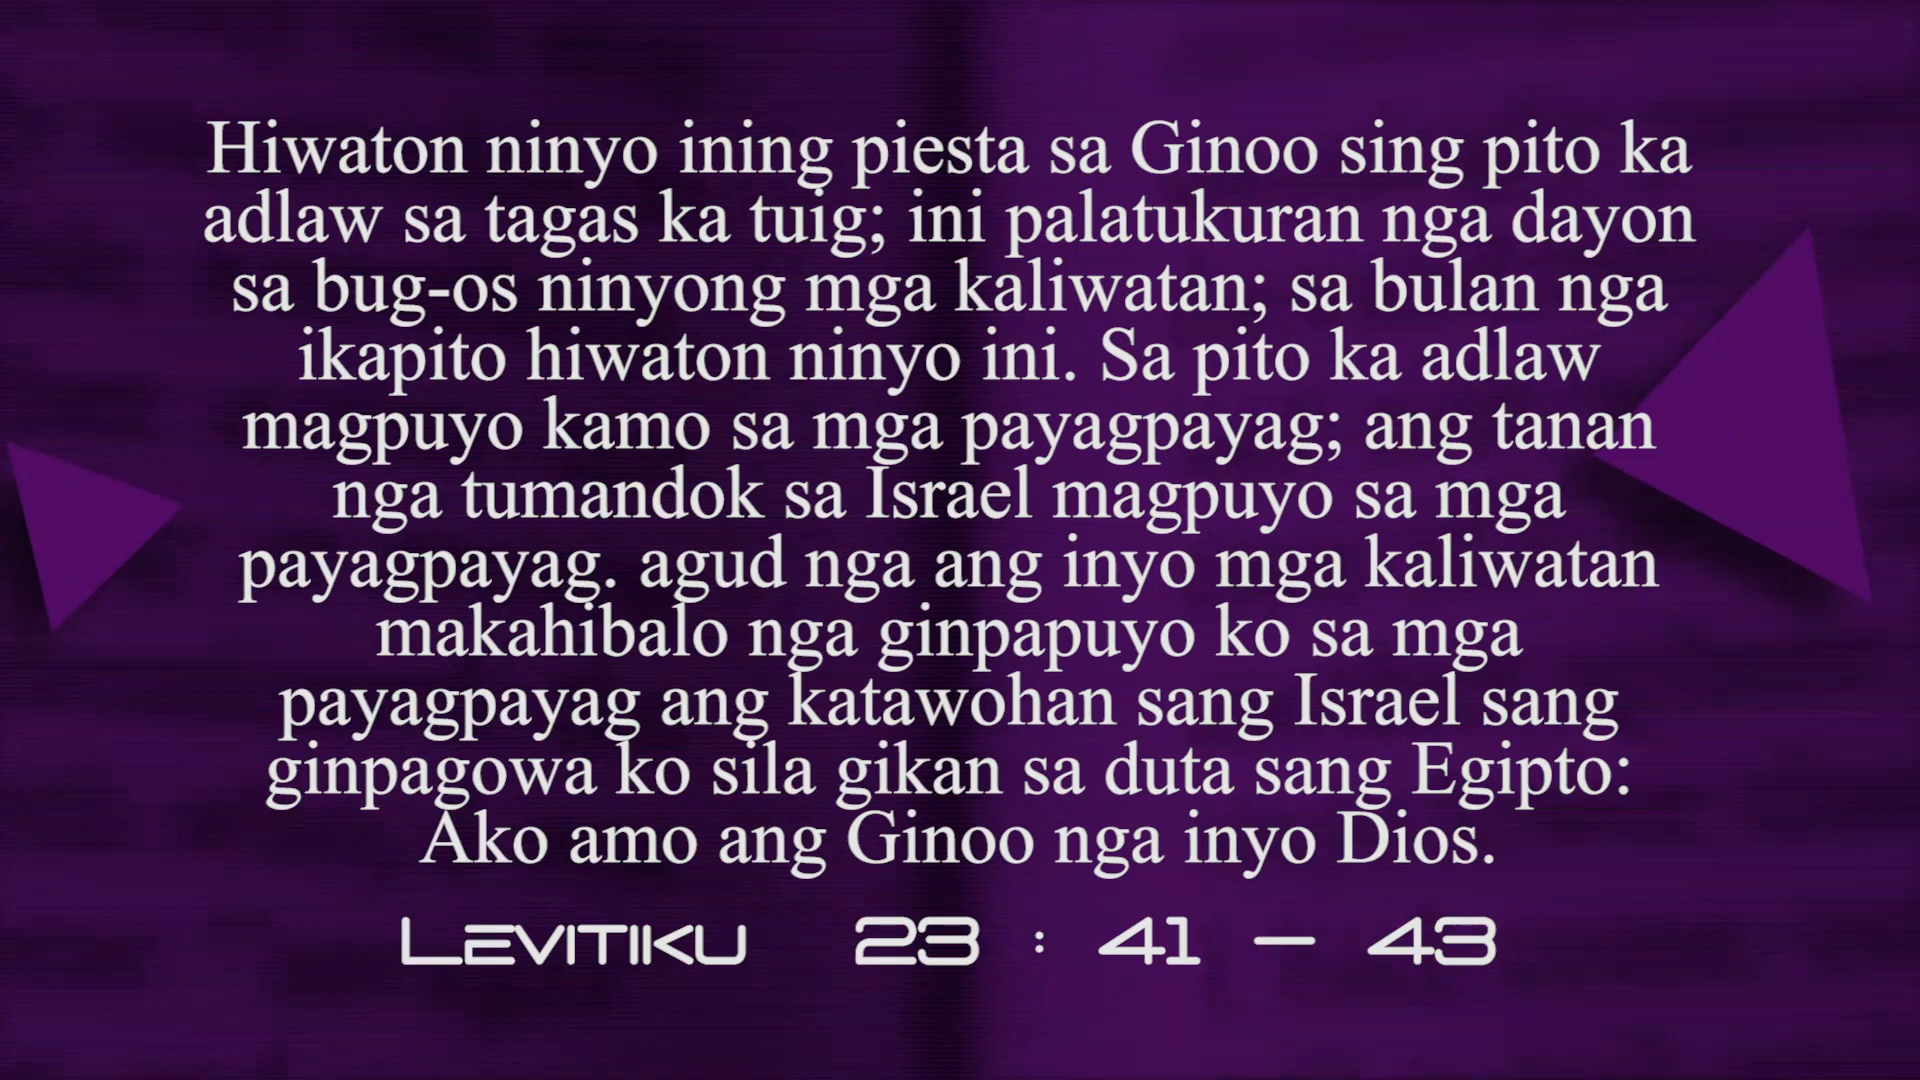 Hiwaton ninyo ining piesta sa Ginoo sing pito ka
adlaw sa tagas ka tuig; ini palatukuran nga dayon
sa bug-os ninyong mga kaliwatan; sa bulan nga
ikapito hiwaton ninyo ini. Sa pito ka adlaw
magpuyo kamo sa mga payagpayag; ang tanan
nga tumandok sa Israel magpuyo sa mga
payagpayag. agud nga ang inyo mga kaliwatan
makahibalo nga ginpapuyo ko sa mga
payagpayag ang katawohan sang Israel sang
ginpagowa ko sila gikan sa duta sang Egipto:
Ako amo ang Ginoo nga inyo Dios.
Levitiku 23 : 41 – 43